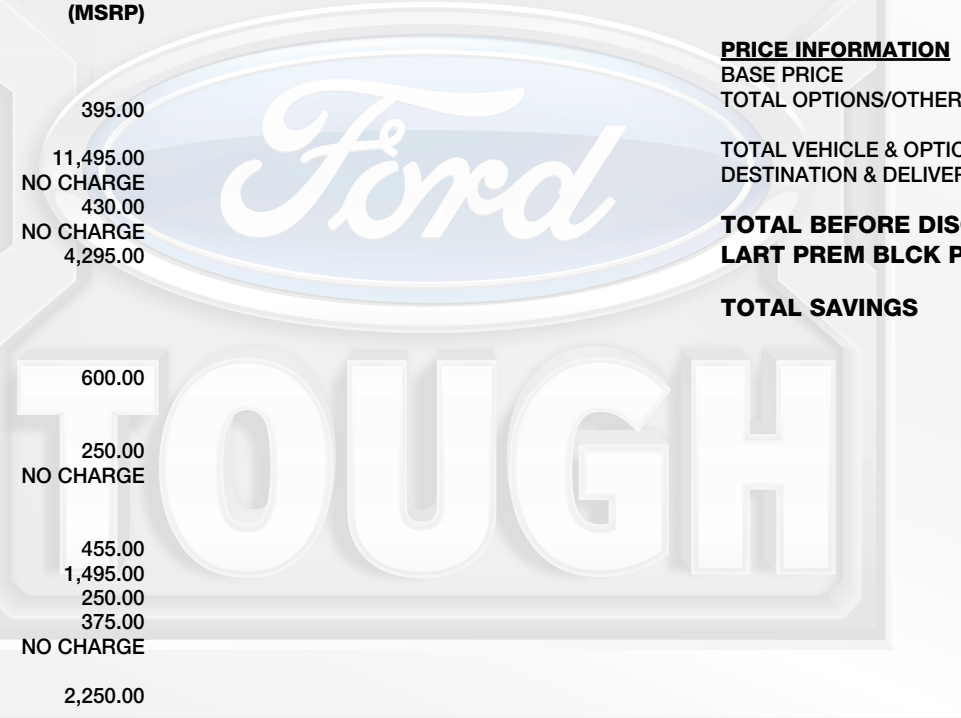 (MSRP)
395.00
11,495.00
NO CHARGE
430.00
NO CHARGE
4,295.00
600.00
250.00
NO CHARGE
455.00
1,495.00
250.00
375.00
NO CHARGE
2,250.00
PRICE INFORMATION
BASE PRICE
TOTAL OPTIONS/OTHER
TOTAL VEHICLE & OPTIO
DESTINATION & DELIVER
TOTAL BEFORE DIS
LART PREM BLCK P
TOTAL SAVINGS
Ford
TOUGH